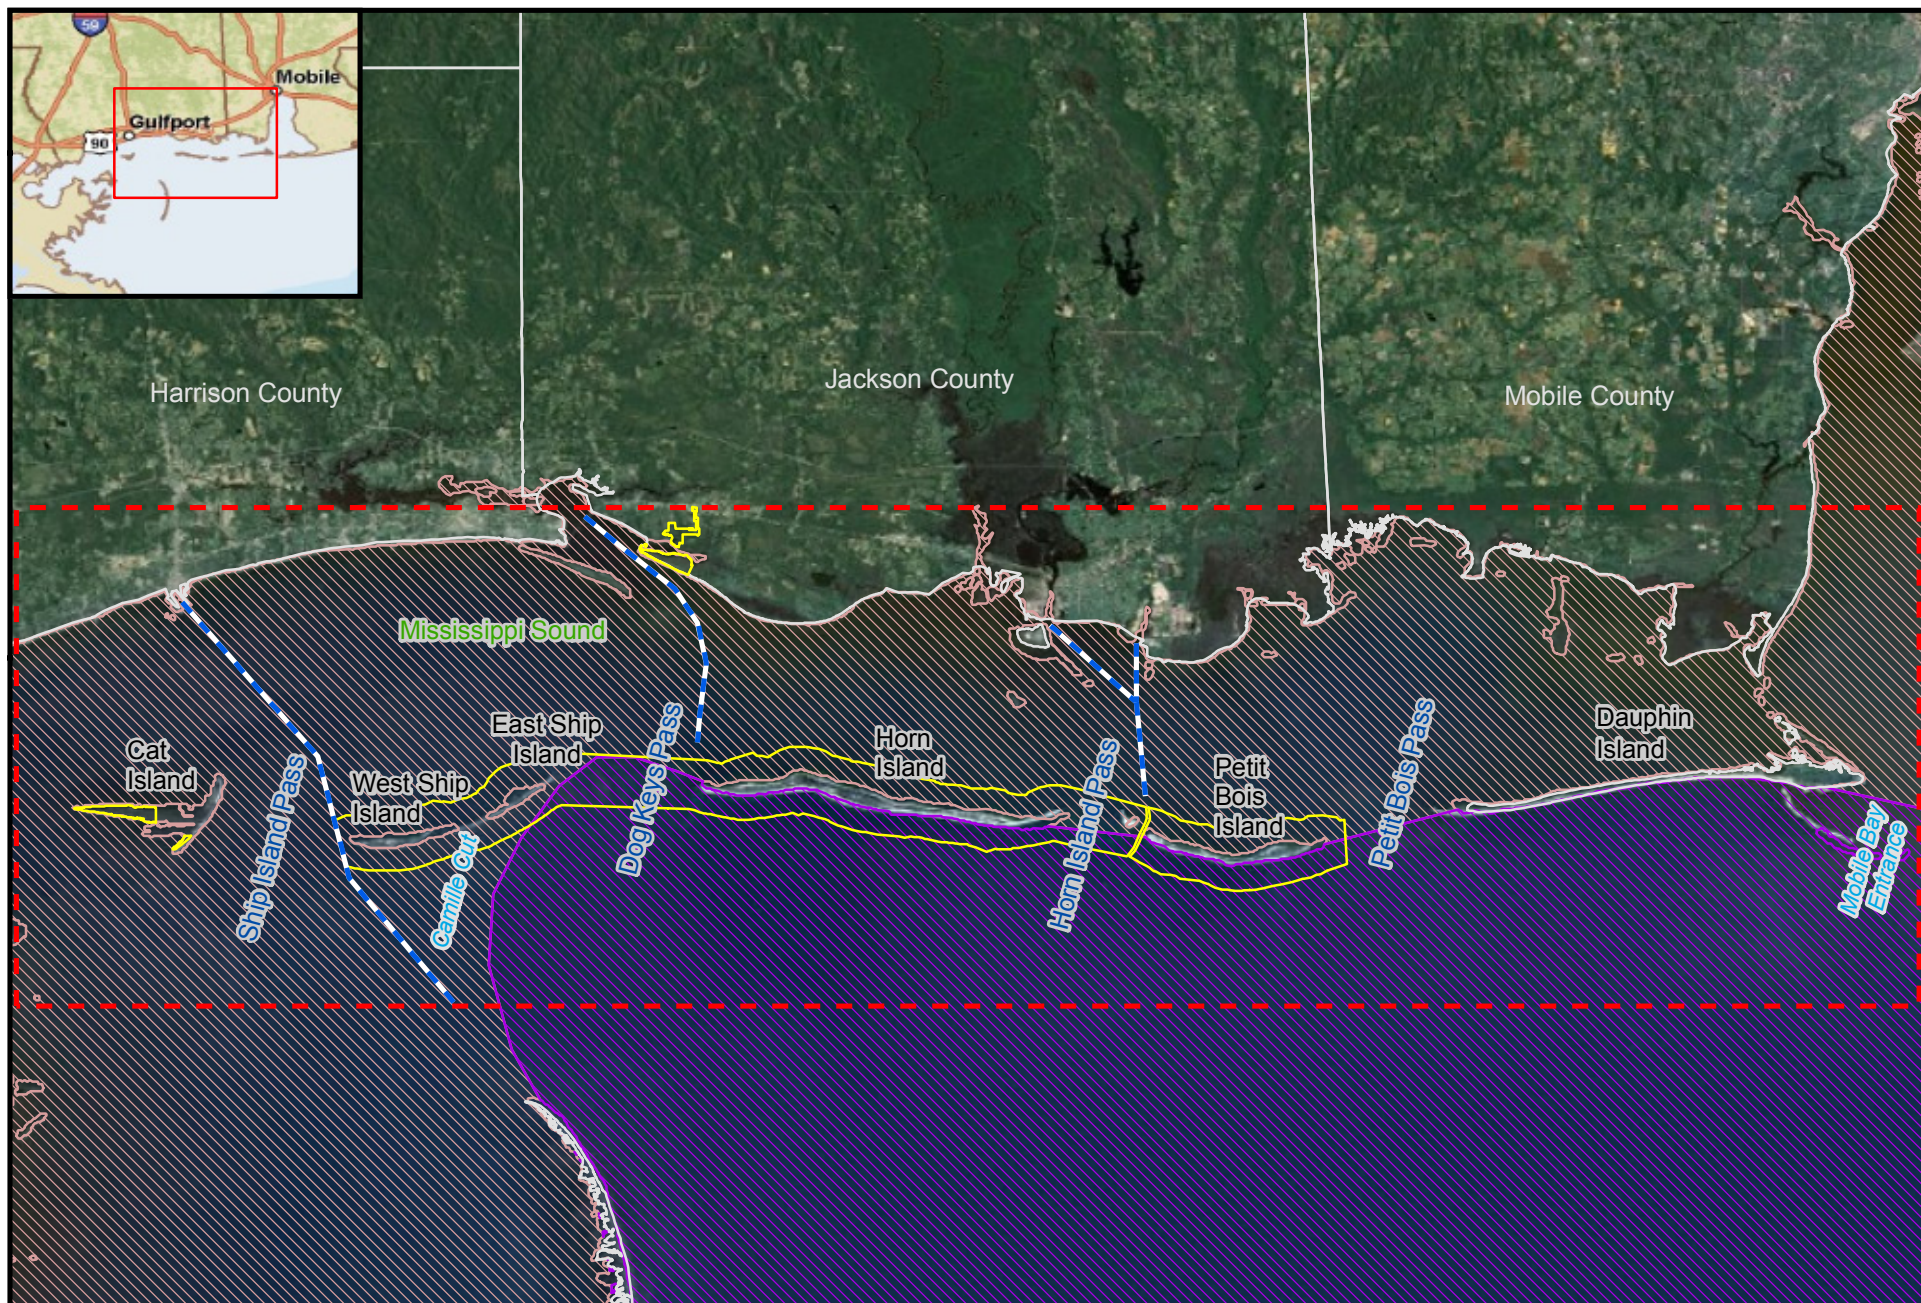 59
Mobile
Gulfport
90
Harrison County
Jackson County
Mobile County
Mississippi Sound
Cat
Island
Ship Island Pass
West Ship
Island
East Ship
Island
Camille Cut
Dog Keys Pass
Horn
Island
Horn Island Pass
Petit
Bois
Island
Petit Bois Pass
Dauphin
Island
Mobile Bay
Entrance